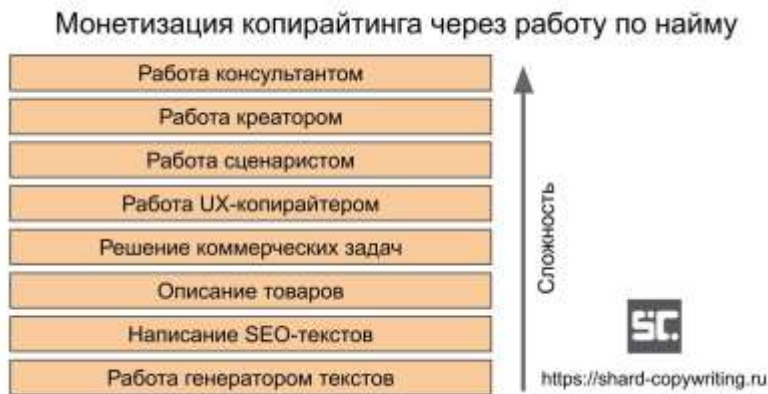 Монетизация копирайтинга через работу по найму
Работа консультантом
Работа креатором
Работа сценаристом
Работа UX-копирайтером
Решение коммерческих задач
Описание товаров
Написание SEO-текстов
Работа генератором текстов
Сложность
SC.
https://shard-copywriting.ru